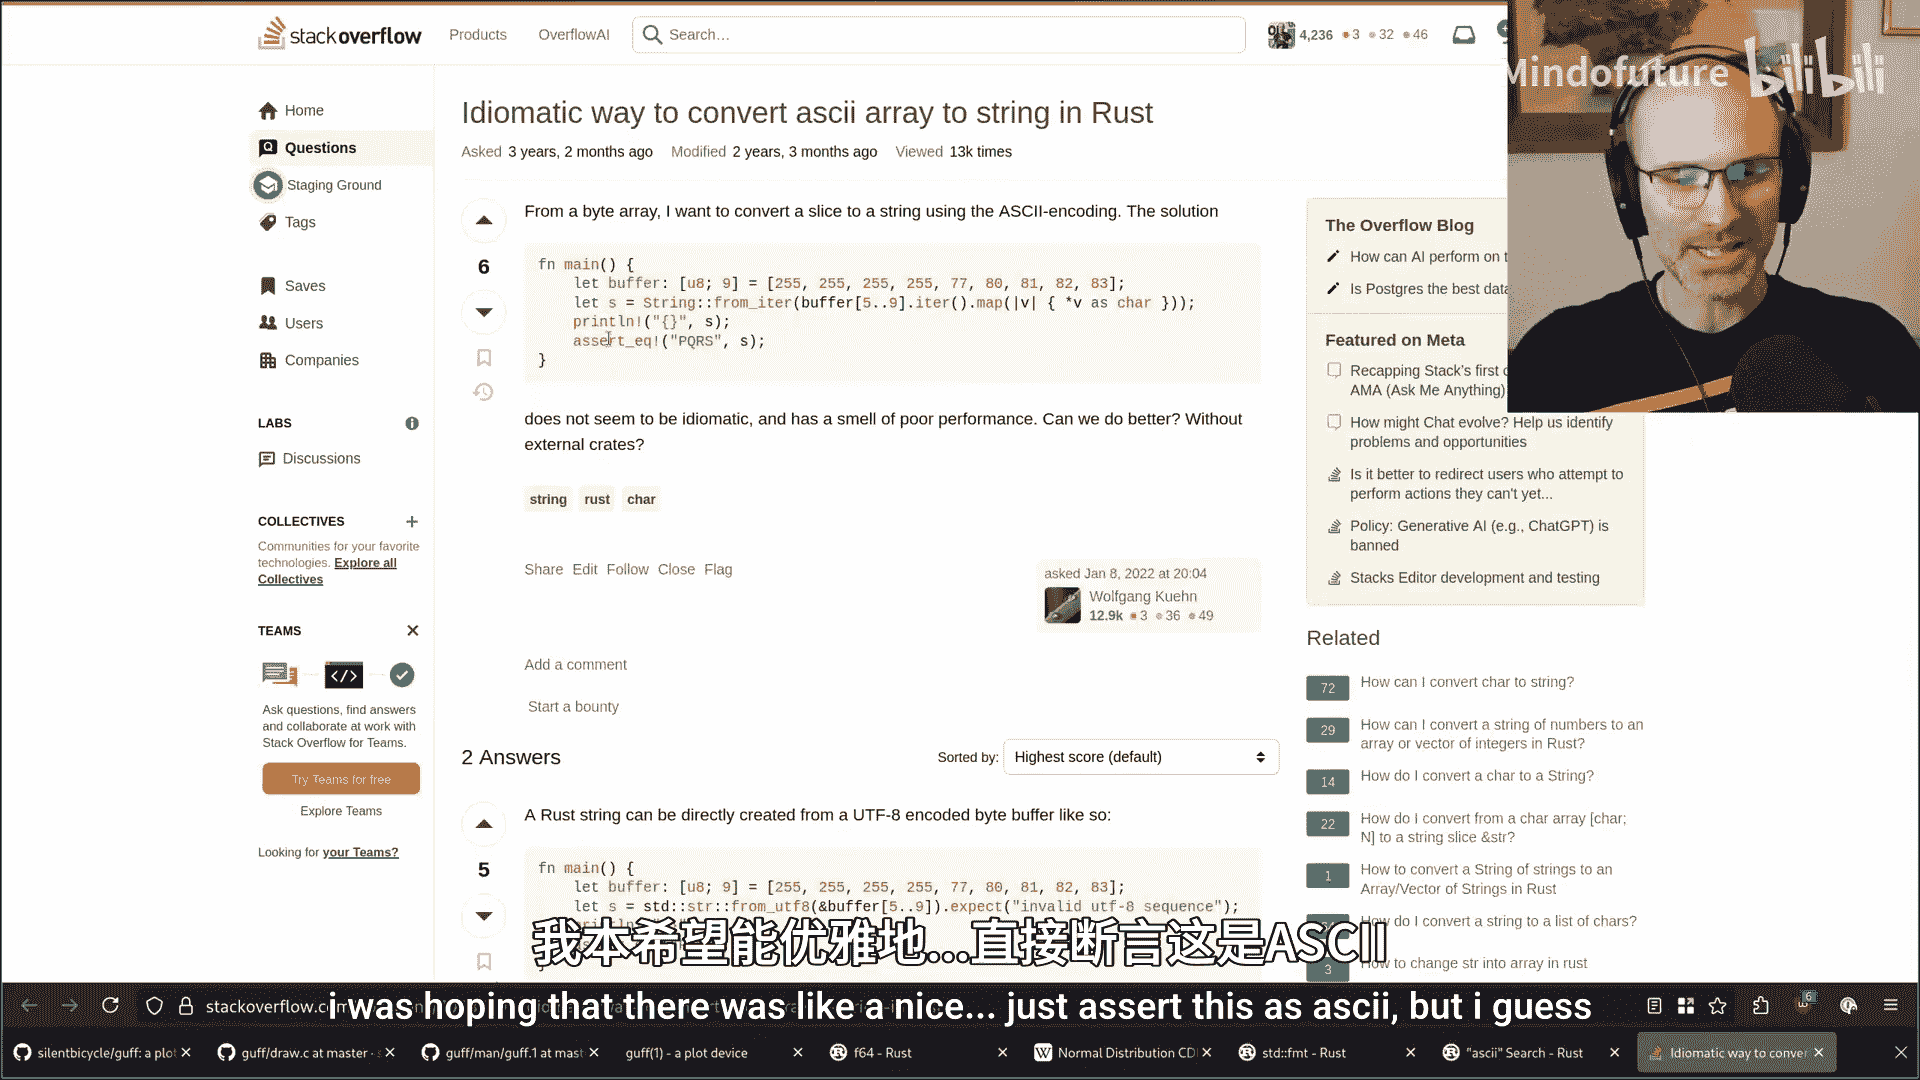 stackoverflow
Products
OverflowAI
Search…
4,236
3
32
46
Mindofuture
bilibili
Home
Questions
Staging Ground
Tags
Saves
Users
Companies
LABS
Discussions
COLLECTIVES
Communities for your favorite
technologies. Explore all
Collectives
TEAMS
Ask questions, find answers
and collaborate at work with
Stack Overflow for Teams.
Try Teams for free
Explore Teams
Looking for your Teams?
Idiomatic way to convert ascii array to string in Rust
Asked 3 years, 2 months ago Modified 2 years, 3 months ago Viewed 13k times
6
From a byte array, I want to convert a slice to a string using the ASCII-encoding. The solution
fn main() {
let buffer: [u8; 9] = [255, 255, 255, 255, 77, 80, 81, 82, 83];
let s = String::from_iter(buffer[5..9].iter().map(|v| { *v as char }));
println!("{}", s);
assert_eq!("PQRS", s);
}
does not seem to be idiomatic, and has a smell of poor performance. Can we do better? Without
external crates?
string rust char
Share Edit Follow Close Flag
asked Jan 8, 2022 at 20:04
Wolfgang Kuehn
12.9k 3 36 49
Add a comment
Start a bounty
2 Answers
Sorted by:
Highest score (default)
5
A Rust string can be directly created from a UTF-8 encoded byte buffer like so:
fn main() {
let buffer: [u8; 9] = [255, 255, 255, 255, 77, 80, 81, 82, 83];
let s = std::str::from_utf8(&buffer[5..9]).expect("invalid utf-8 sequence");
The Overflow Blog
How can AI perform on
Is Postgres the best
Featured on Meta
Recapping Stack's first
AMA (Ask Me Anything)
How might Chat evolve? Help us identify
problems and opportunities
Is it better to redirect users who attempt to
perform actions they can't yet...
Policy: Generative AI (e.g., ChatGPT) is
banned
Stacks Editor development and testing
Related
72 How can I convert char to string?
29 How can I convert a string of numbers to an
array or vector of integers in Rust?
14 How do I convert a char to a String?
22 How do I convert from a char array [char;
N] to a string slice &str?
1 How to convert a String of strings to an
Array/Vector of Strings in Rust
How do I convert a string to a list of chars?
3 How to change str into array in rust
我本希望能优雅地...直接断言这是ASCII
i was hoping that there was like a nice... just assert this as ascii, but i guess
stackoverflow.c
6
silentbicycle/guff: a plot
guff/draw.c at master ·
guff/man/guff.1 at mast
guff(1) - a plot device
f64 - Rust
Normal Distribution CD
std::fmt - Rust
"ascii" Search - Rust
Idiomatic way to conver